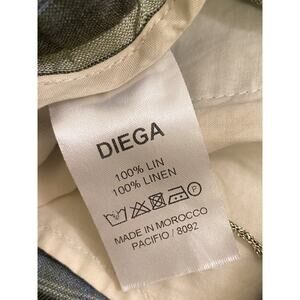 DIEGA
100% LIN
100% LINEN
MADE IN MOROCCO
PACIFIO / 8092